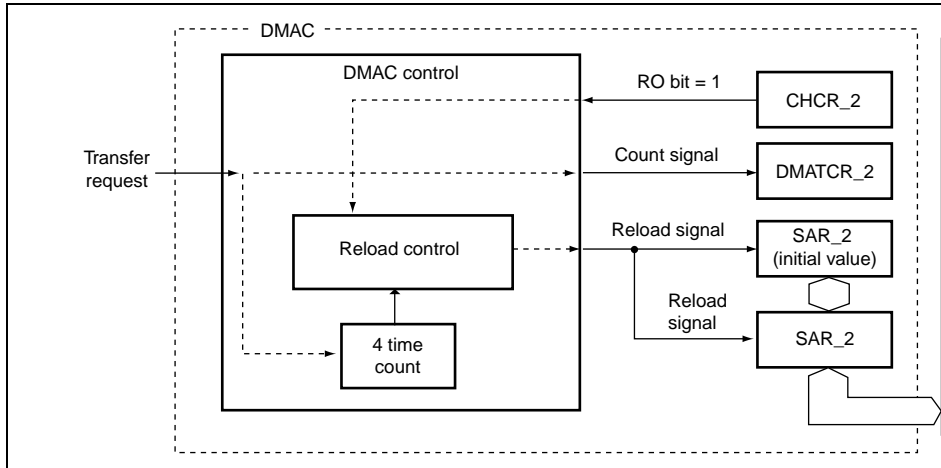 DMAC
DMAC control
RO bit = 1
CHCR_2
Transfer
request
Count signal
DMATCR_2
Reload control
Reload signal
SAR_2
(initial value)
Reload
signal
SAR_2
4 time
count